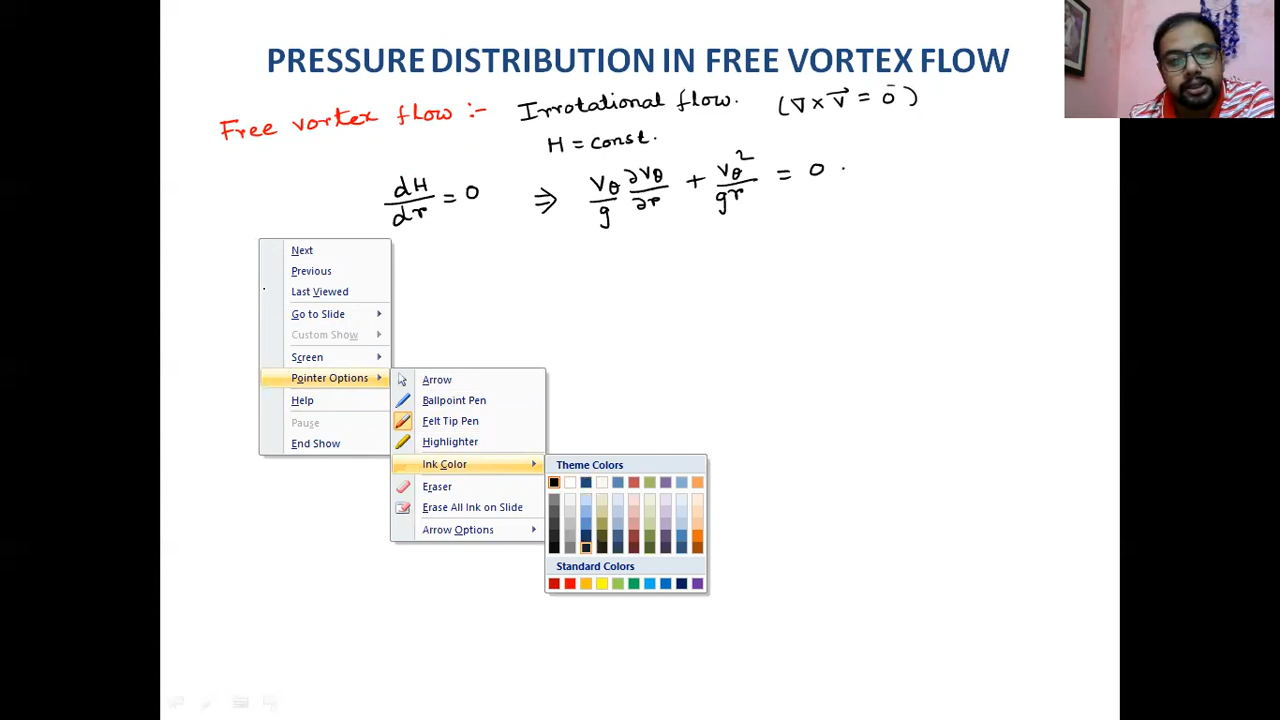 PRESSURE DISTRIBUTION IN FREE VORTEX FLOW
Free vortex flow :- Irrotational flow. (∇ × V⃗ = 0̄)
H = const.
dH/dr = 0 ⇒ Vθ/g ∂Vθ/∂r + Vθ²/gr = 0
Next
Previous
Last Viewed
Go to Slide
Custom Show
Screen
Pointer Options
Help
Pause
End Show
Arrow
Ballpoint Pen
Felt Tip Pen
Highlighter
Ink Color
Eraser
Erase All Ink on Slide
Arrow Options
Theme Colors
Standard Colors